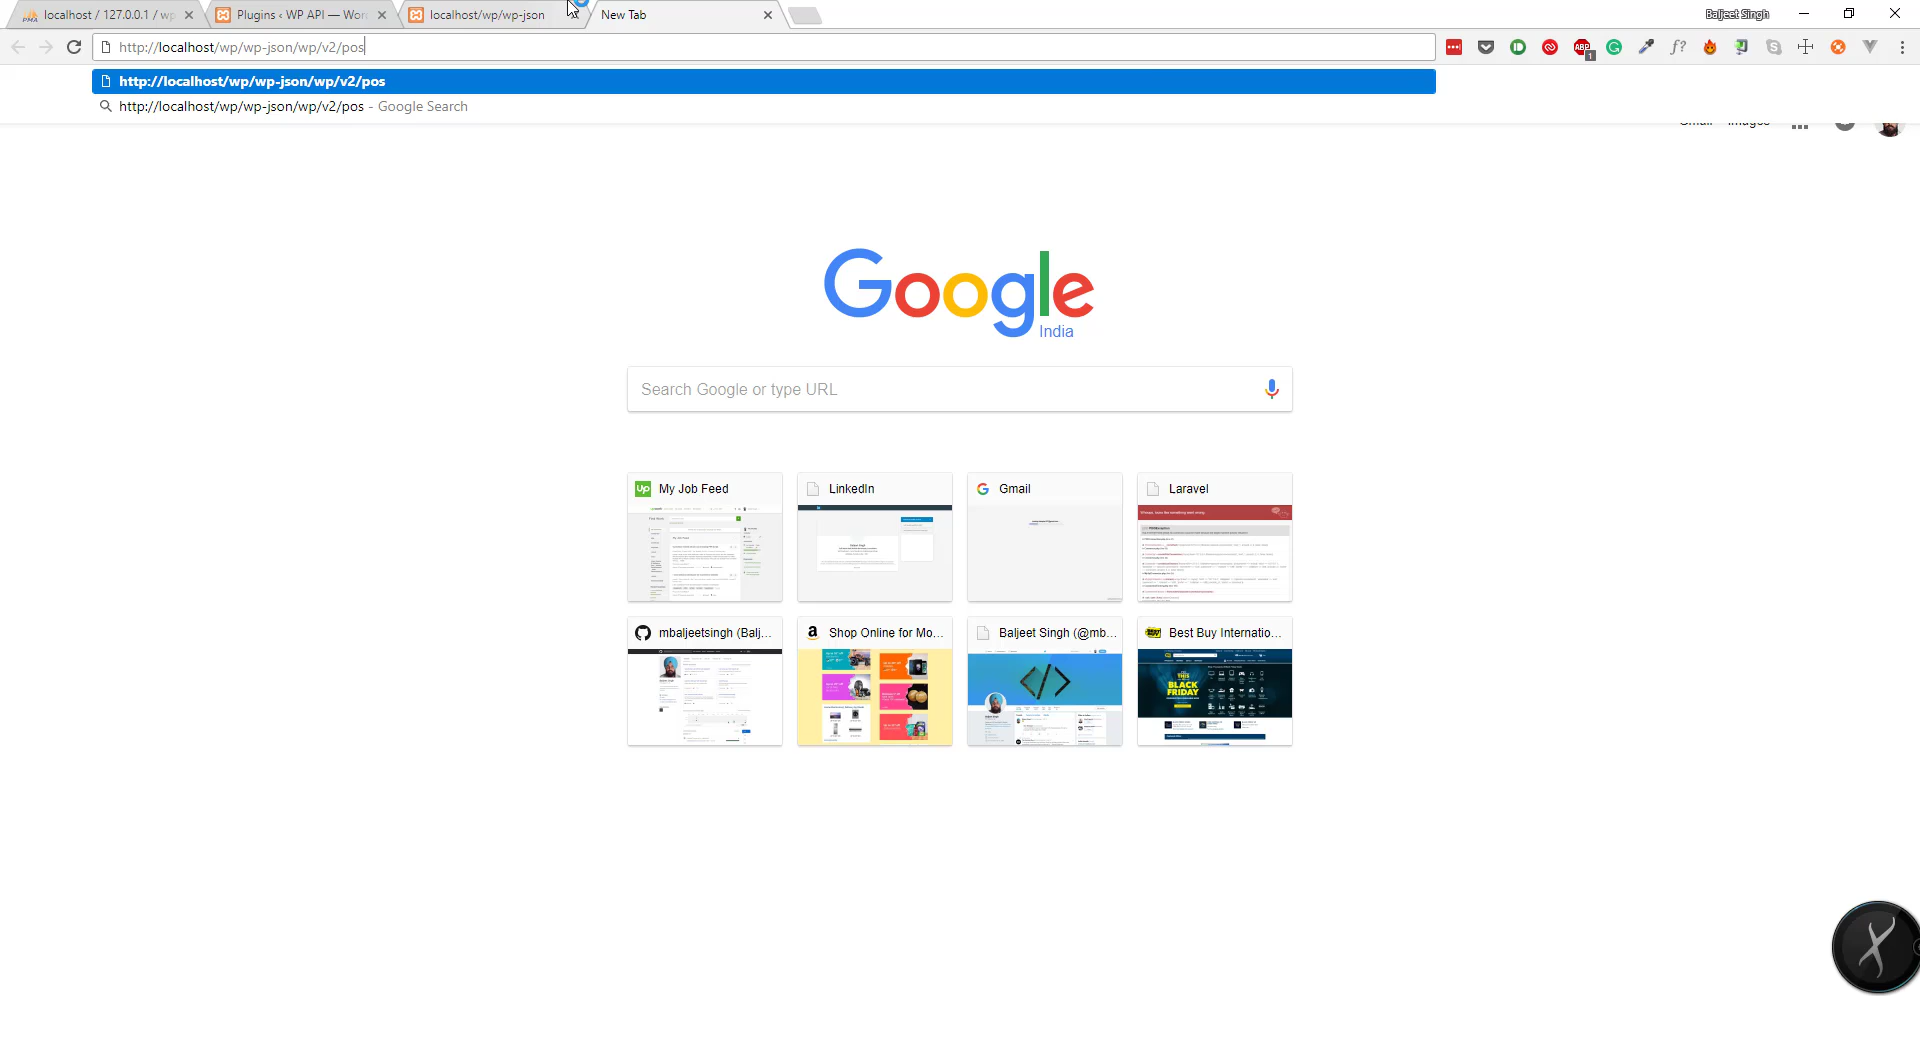 localhost / 127.0.0.1 / wp
Plugins ‹ WP API — Wor
localhost/wp/wp-json
New Tab
Baljeet Singh
http://localhost/wp/wp-json/wp/v2/pos
ABP
1
f?
http://localhost/wp/wp-json/wp/v2/pos
http://localhost/wp/wp-json/wp/v2/pos - Google Search
Google
India
Search Google or type URL
My Job Feed
LinkedIn
Gmail
Laravel
mbaljeetsingh (Balj...
Shop Online for Mo...
Baljeet Singh (@mb...
Best Buy Internatio...
THIS
BLACK
FRIDAY